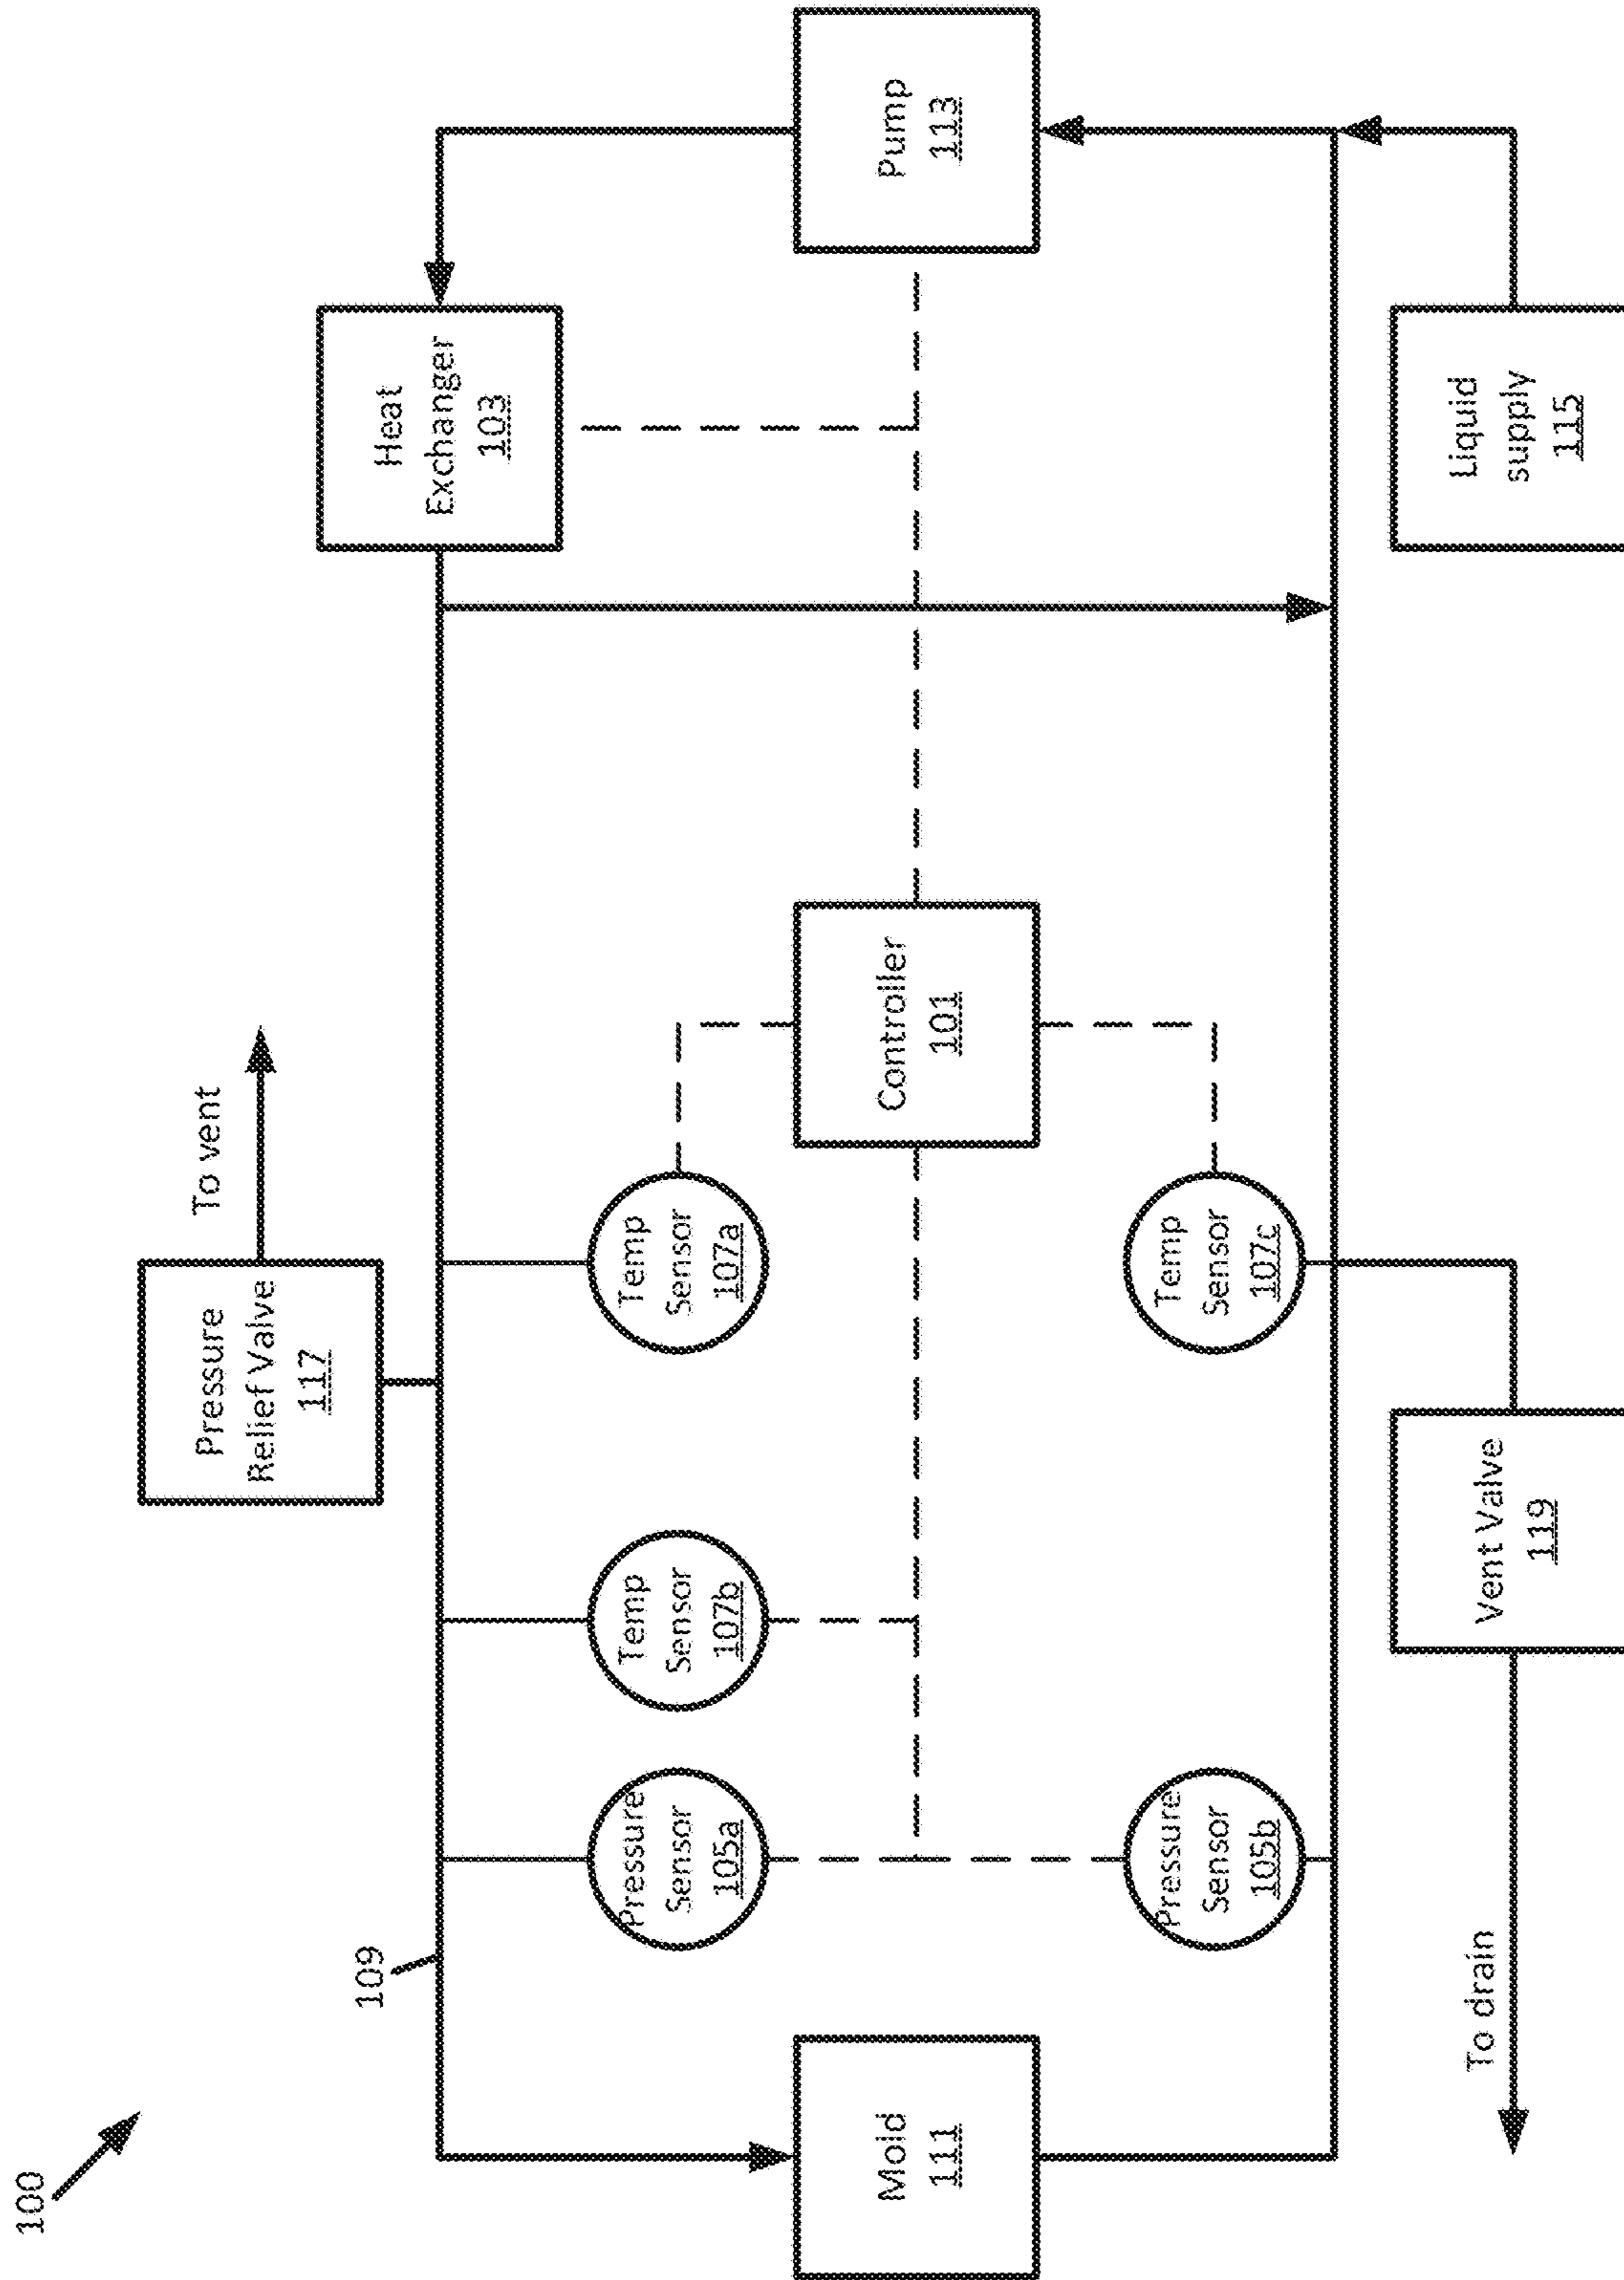 100
109
To vent
Pressure
Relief Valve
117
Heat
Exchanger
103
Pressure
Sensor
105a
Temp
Sensor
107b
Temp
Sensor
107a
Mold
111
Controller
101
Pump
113
Pressure
Sensor
105b
Temp
Sensor
107c
To drain
Vent Valve
119
Liquid
supply
115